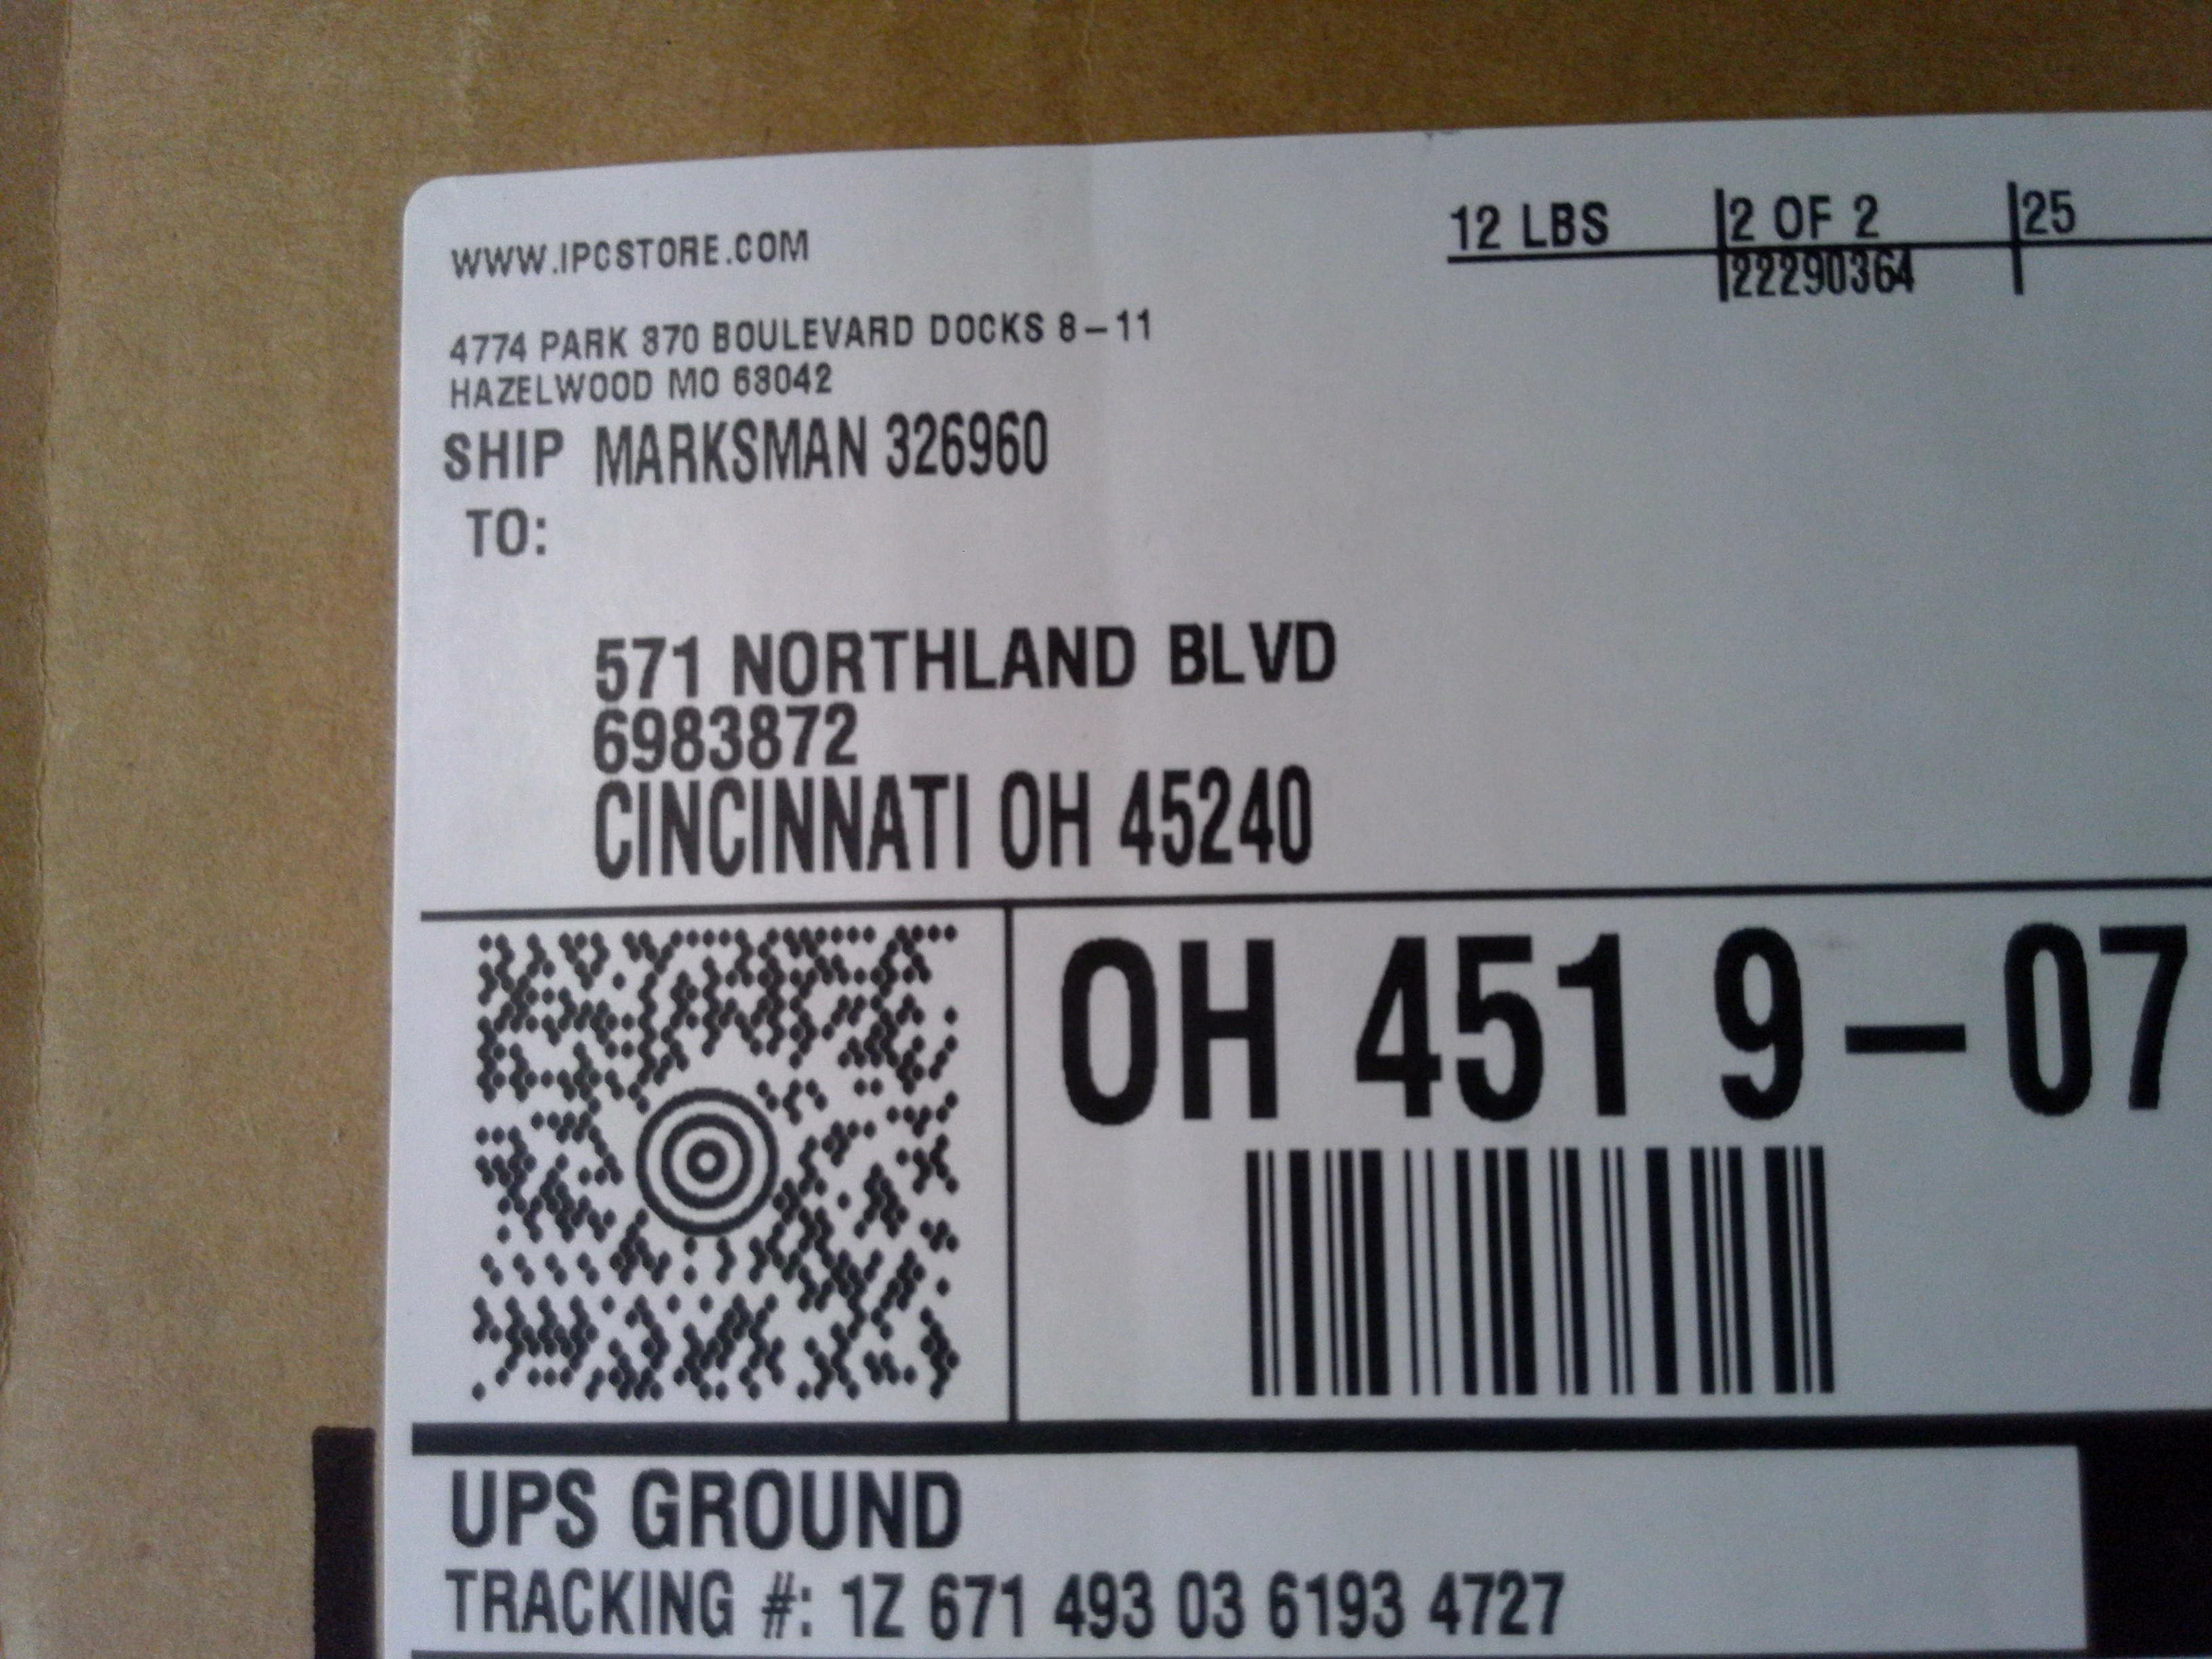 WWW.IPCSTORE.COM
12 LBS 2 OF 2 25
22290364
4774 PARK 370 BOULEVARD DOCKS 8-11
HAZELWOOD MO 63042
SHIP MARKSMAN 326960
TO:
571 NORTHLAND BLVD
6983872
CINCINNATI OH 45240
OH 451 9-07
UPS GROUND
TRACKING #: 1Z 671 493 03 6193 4727